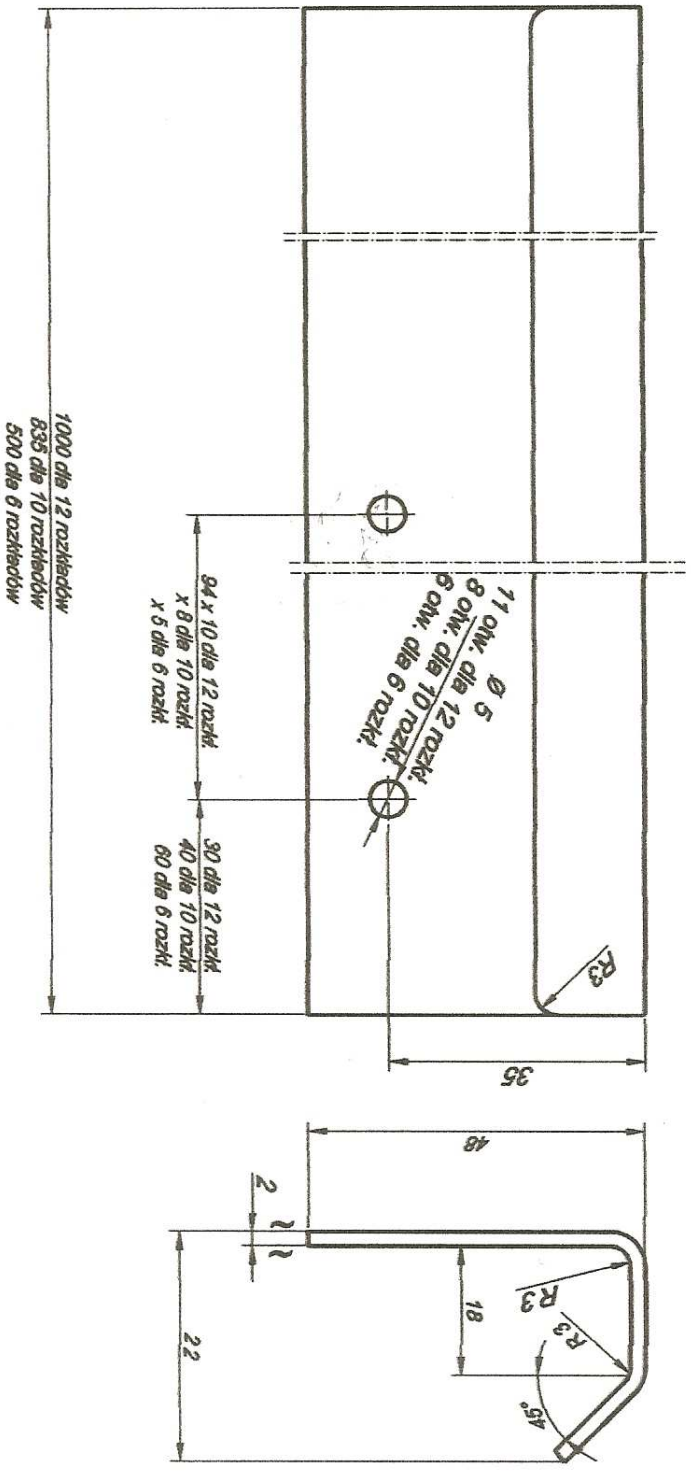 1000 dla 12 rozkładów
835 dla 10 rozkładów
500 dla 6 rozkładów
94 x 10 dla 12 rozkł.
x 8 dla 10 rozkł.
x 5 dla 6 rozkł.
30 dla 12 rozkł.
40 dla 10 rozkł.
60 dla 6 rozkł.
Ø 5
11 otw. dla 12 rozkł.
8 otw. dla 10 rozkł.
6 otw. dla 6 rozkł.
R3
35
48
2
R3
R3
18
45°
22